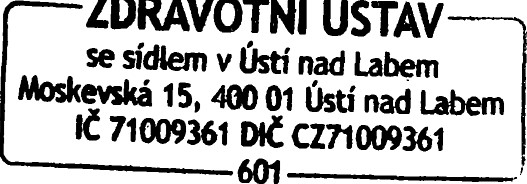 ZDRAVOTNÍ ÚSTAV
se sídlem v Ústí nad Labem
Moskevská 15, 400 01 Ústí nad Labem
IČ 71009361 DIČ CZ71009361
601